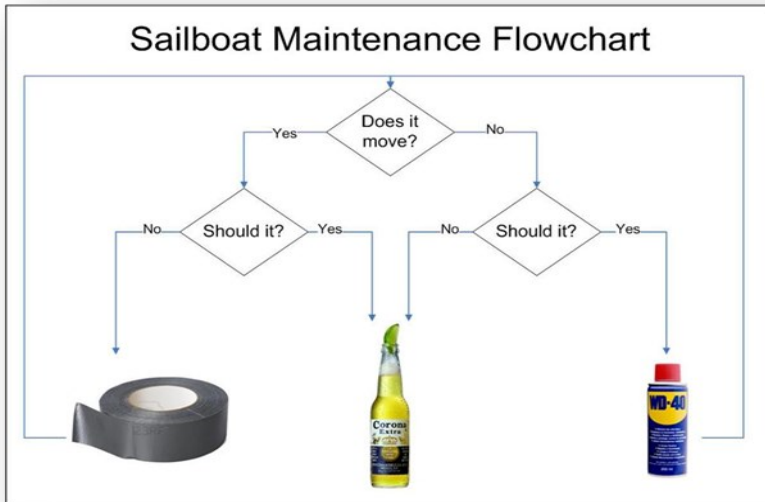 Sailboat Maintenance Flowchart
Does it
move?
Yes
No
Should it?
Should it?
No
Yes
No
Yes
Corona
Extra
WD-40